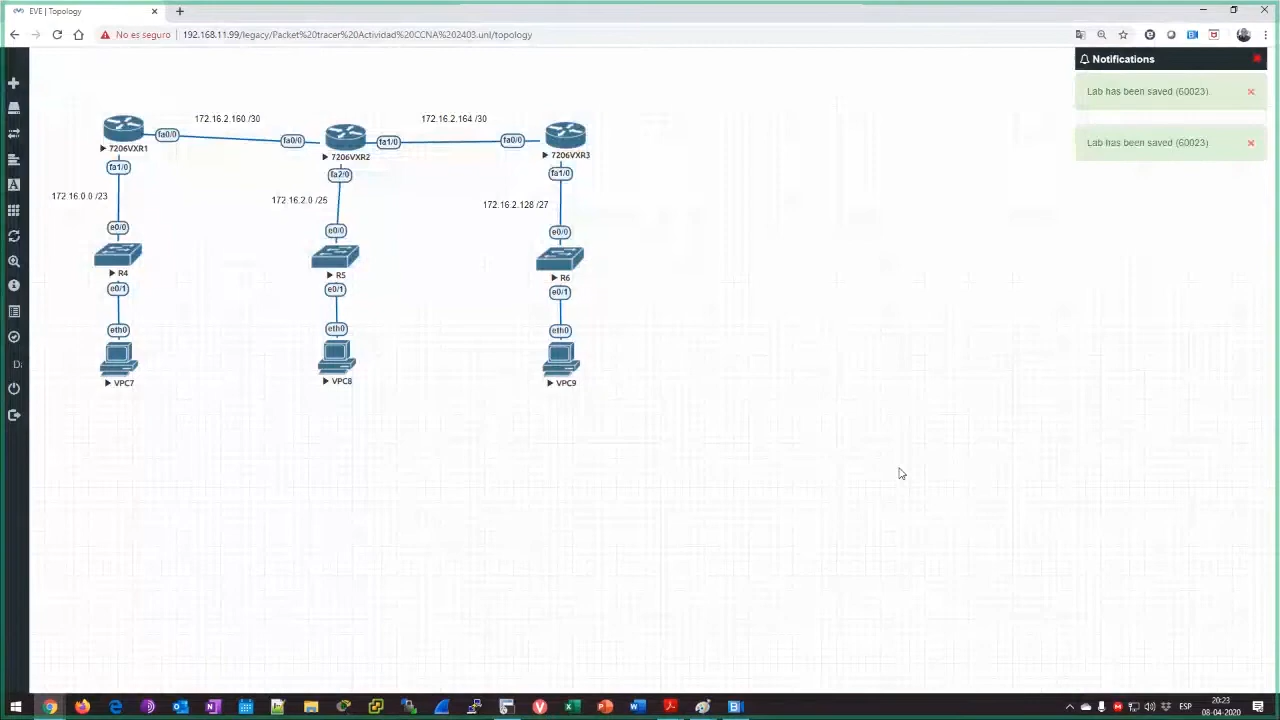 EVE | Topology
No es seguro
192.168.11.99/legacy/Packet%20tracer%20Actividad%20CCNA%202403.unl/topology
Notifications
Lab has been saved (60023).
Lab has been saved (60023).
172.16.2.160 /30
172.16.2.164 /30
fa0/0
fa0/0
fa1/0
fa0/0
7206VXR1
7206VXR2
7206VXR3
fa1/0
fa2/0
fa1/0
172.16.0.0 /23
172.16.2.0 /25
172.16.2.128 /27
e0/0
e0/0
e0/0
R4
R5
R6
e0/1
e0/1
e0/1
eth0
eth0
eth0
VPC7
VPC8
VPC9
ESP
20:23
08-04-2020